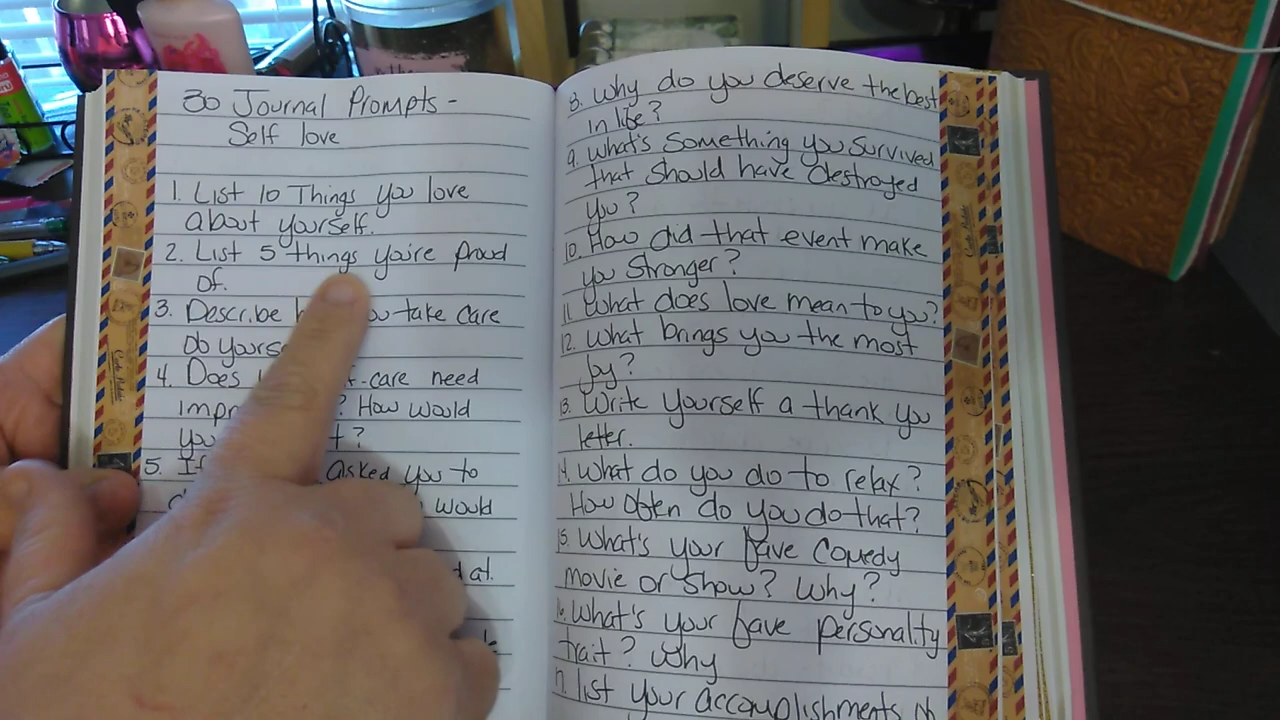 30 Journal Prompts -
Self love
1. List 10 Things you love
about yourself.
2. List 5 things you're proud
of.
3. Describe take care
4. Does care need
? How would
you ?
5. asked you to
would
at.
8. Why do you deserve the best
in life?
9. What's Something you Survived
that should have destroyed
you?
10. How did that event make
you Stronger?
11. What does love mean to you?
12. What brings you the most
joy?
13. Write yourself a thank you
letter.
14. What do you do to relax?
How often do you do that?
15. What's your fave Comedy
movie or show? Why?
16. What's your fave personality
trait? Why
17. list your accomplishments